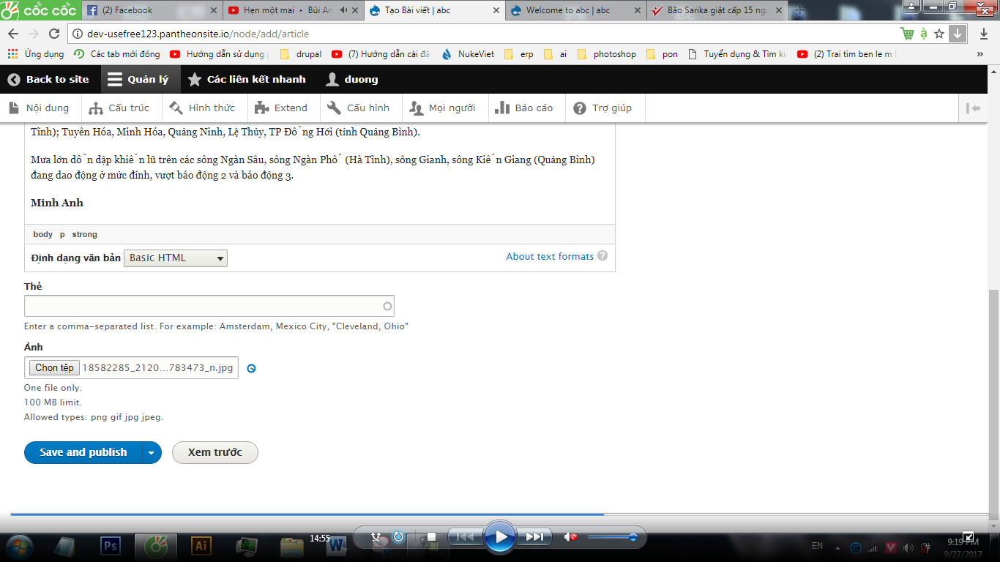 cốc cốc
(2) Facebook
Hẹn một mai ‣ Bùi An
Tạo Bài viết | abc
Welcome to abc | abc
Bão Sarika giật cấp 15 ngu
dev-usefree123.pantheonsite.io/node/add/article
à
Ứng dụng
Các tab mới đóng
Hướng dẫn sử dụng
drupal
(7) Hướng dẫn cài đặ
NukeViet
erp
ai
photoshop
pon
Tuyển dụng & Tìm ki
(2) Trai tim ben le m
»
Back to site
Quản lý
Các liên kết nhanh
duong
Nội dung
Cấu trúc
Hình thức
Extend
Cấu hình
Mọi người
Báo cáo
Trợ giúp
Tĩnh); Tuyên Hóa, Minh Hóa, Quảng Ninh, Lệ Thủy, TP Đồng Hới (tỉnh Quảng Bình).
Mưa lớn dồn dập khiến lũ trên các sông Ngàn Sâu, sông Ngàn Phố (Hà Tĩnh), sông Gianh, sông Kiến Giang (Quảng Bình)
đang dao động ở mức đỉnh, vượt báo động 2 và báo động 3.
Minh Anh
body p strong
Định dạng văn bản
Basic HTML
About text formats
Thẻ
Enter a comma-separated list. For example: Amsterdam, Mexico City, "Cleveland, Ohio"
Ảnh
Chọn tệp 18582285_2120...783473_n.jpg
One file only.
100 MB limit.
Allowed types: png gif jpg jpeg.
Save and publish
Xem trước
Ps
Ai
14:55
W
EN
V
9:19 PM
9/27/2017